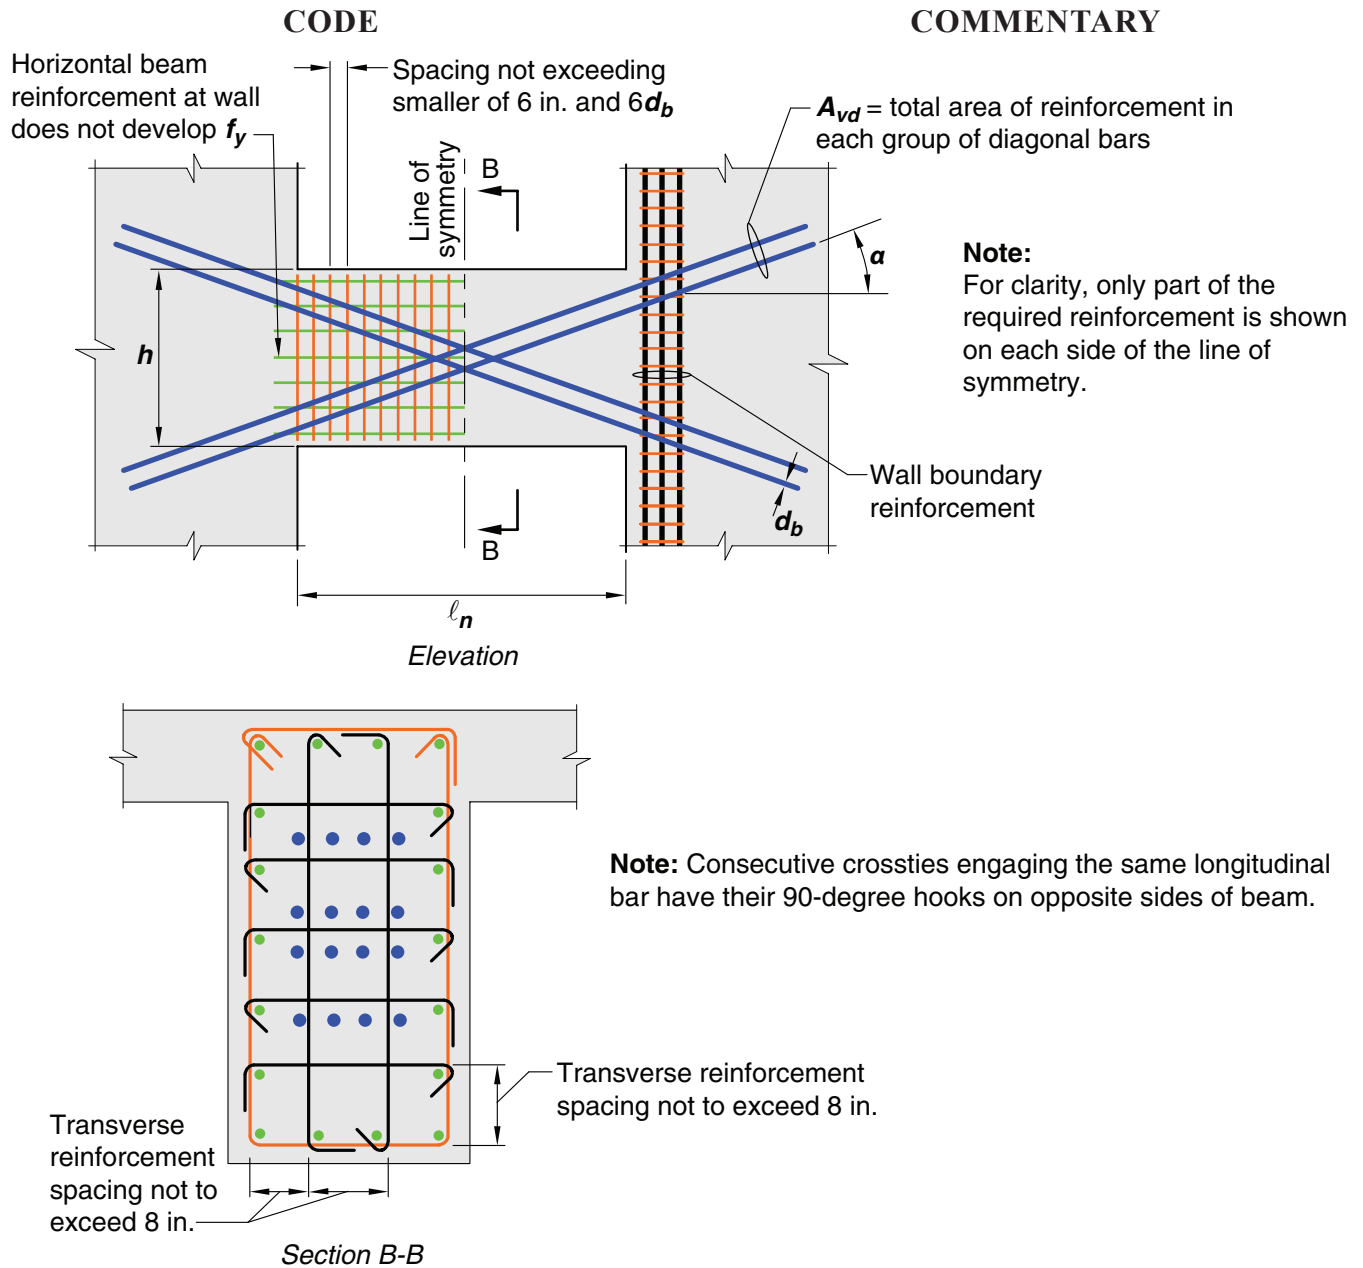 CODE
COMMENTARY
Horizontal beam
reinforcement at wall
does not develop fy
Spacing not exceeding
smaller of 6 in. and 6db
Avd = total area of reinforcement in
each group of diagonal bars
Line of
symmetry
B
α
Note:
For clarity, only part of the
required reinforcement is shown
on each side of the line of
symmetry.
h
Wall boundary
reinforcement
db
B
ℓn
Elevation
Note: Consecutive crossties engaging the same longitudinal
bar have their 90-degree hooks on opposite sides of beam.
Transverse reinforcement
spacing not to exceed 8 in.
Transverse
reinforcement
spacing not to
exceed 8 in.
Section B-B